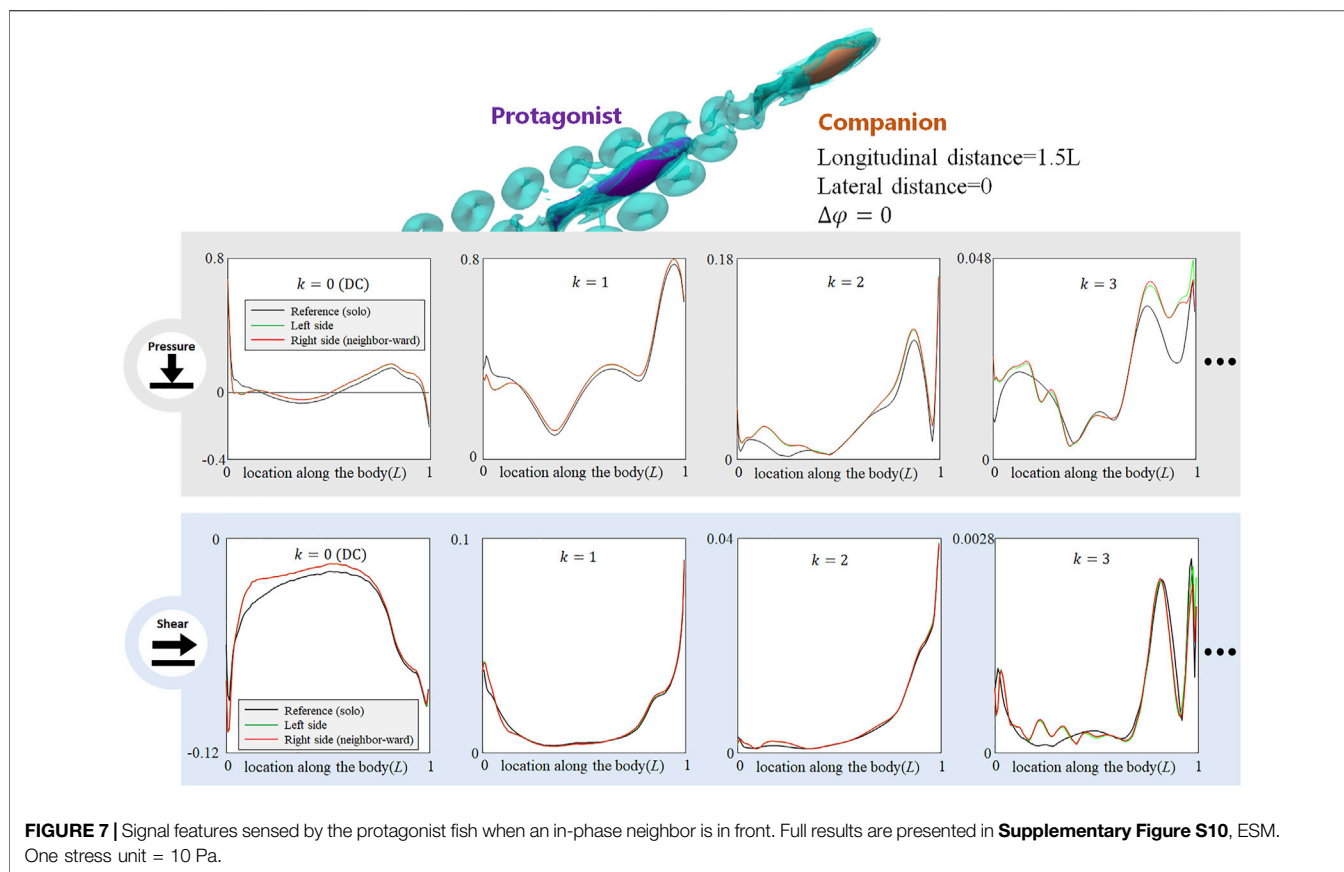 Protagonist
Companion
Longitudinal distance=1.5L
Lateral distance=0
Δφ = 0
Pressure
0.8
0
-0.4
k = 0 (DC)
Reference (solo)
Left side
Right side (neighbor-ward)
0 location along the body(L) 1
0.8
0
k = 1
0 location along the body(L) 1
0.18
0
k = 2
0 location along the body(L) 1
0.048
0
k = 3
0 location along the body(L) 1
•••
Shear
0
-0.12
k = 0 (DC)
Reference (solo)
Left side
Right side (neighbor-ward)
0 location along the body(L) 1
0.1
0
k = 1
0 location along the body(L) 1
0.04
0
k = 2
0 location along the body(L) 1
0.0028
0
k = 3
0 location along the body(L) 1
•••
FIGURE 7 | Signal features sensed by the protagonist fish when an in-phase neighbor is in front. Full results are presented in Supplementary Figure S10, ESM.
One stress unit = 10 Pa.